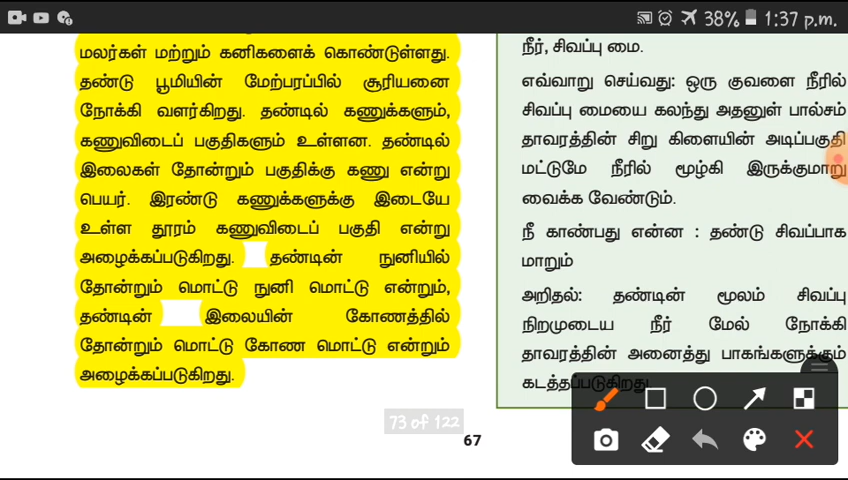 38%
1:37 p.m.
மலர்கள் மற்றும் கனிகளைக் கொண்டுள்ளது.
தண்டு பூமியின் மேற்பரப்பில் சூரியனை
நோக்கி வளர்கிறது. தண்டில் கணுக்களும்,
கணுவிடைப் பகுதிகளும் உள்ளன. தண்டில்
இலைகள் தோன்றும் பகுதிக்கு கணு என்று
பெயர். இரண்டு கணுக்களுக்கு இடையே
உள்ள தூரம் கணுவிடைப் பகுதி என்று
அழைக்கப்படுகிறது. தண்டின் நுனியில்
தோன்றும் மொட்டு நுனி மொட்டு என்றும்,
தண்டின் இலையின் கோணத்தில்
தோன்றும் மொட்டு கோண மொட்டு என்றும்
அழைக்கப்படுகிறது.
நீர், சிவப்பு மை.
எவ்வாறு செய்வது: ஒரு குவளை நீரில்
சிவப்பு மையை கலந்து அதனுள் பால்சம்
தாவரத்தின் சிறு கிளையின் அடிப்பகுதி
மட்டுமே நீரில் மூழ்கி இருக்குமாறு
வைக்க வேண்டும்.
நீ காண்பது என்ன : தண்டு சிவப்பாக
மாறும்
அறிதல்: தண்டின் மூலம் சிவப்பு
நிறமுடைய நீர் மேல் நோக்கி
தாவரத்தின் அனைத்து பாகங்களுக்கும்
கடத்தப்படுகிறது.
73 of 122
67